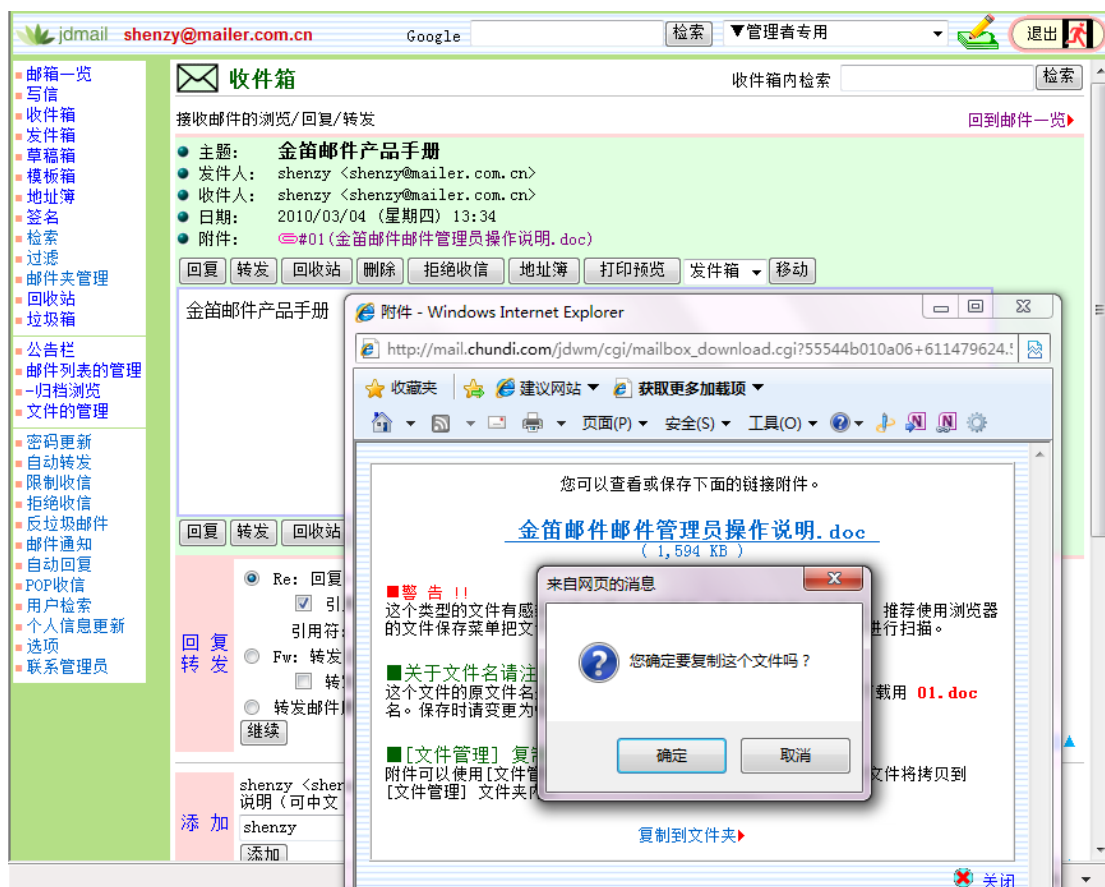 jdmail shenzy@mailer.com.cn Google 检索 ▼管理者专用 退出
邮箱一览
写信
收件箱
发件箱
草稿箱
模板箱
地址簿
签名
检索
过滤
邮件夹管理
回收站
垃圾箱
公告栏
邮件列表的管理
-归档浏览
文件的管理
密码更新
自动转发
限制收信
拒绝收信
反垃圾邮件
邮件通知
自动回复
POP收信
用户检索
个人信息更新
选项
联系管理员
收件箱 收件箱内检索 检索
接收邮件的浏览/回复/转发 回到邮件一览
主题: 金笛邮件产品手册
发件人: shenzy <shenzy@mailer.com.cn>
收件人: shenzy <shenzy@mailer.com.cn>
日期: 2010/03/04 (星期四) 13:34
附件: #01(金笛邮件邮件管理员操作说明.doc)
回复 转发 回收站 删除 拒绝收信 地址簿 打印预览 发件箱 移动
金笛邮件产品手册
回复 转发 回收站
回 复
转 发
Re: 回复
引用符:
Fw: 转发
转发邮件
继续
添 加
shenzy <sher
说明 (可中文
shenzy
添加
附件 - Windows Internet Explorer
http://mail.chundi.com/jdwm/cgi/mailbox_download.cgi?55544b010a06+611479624.
收藏夹 建议网站 ▼ 获取更多加载项 ▼
页面(P) 安全(S) 工具(O)
您可以查看或保存下面的链接附件。
金笛邮件邮件管理员操作说明.doc
( 1,594 KB )
■警 告 !!
这个类型的文件有感 推荐使用浏览器
的文件保存菜单把文 进行扫描。
■关于文件名请注
这个文件的原文件名 载用 01.doc
名。保存时请变更为
■[文件管理] 复制
附件可以使用[文件管 文件将拷贝到
[文件管理] 文件夹内
复制到文件夹
关闭
来自网页的消息
您确定要复制这个文件吗？
确定 取消